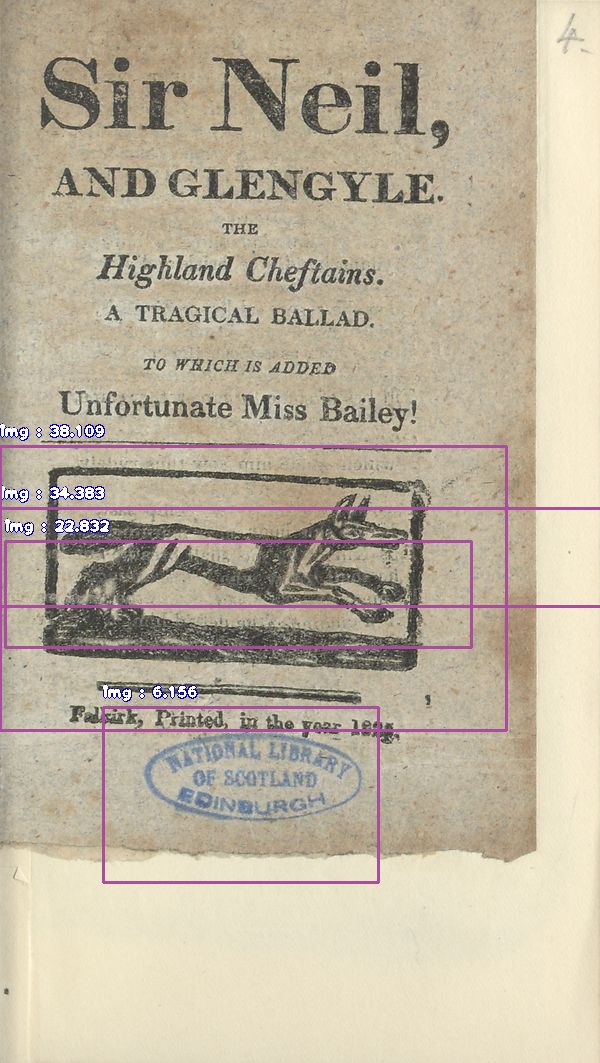 4.
Sir Neil,
AND GLENGYLE.
THE
Highland Cheftains.
A TRAGICAL BALLAD.
TO WHICH IS ADDED
Unfortunate Miss Bailey!
Img : 38.109
Img : 34.383
Img : 22.832
Img : 6.156
Falkirk, Printed, in the year
NATIONAL LIBRARY
OF SCOTLAND
EDINBURGH